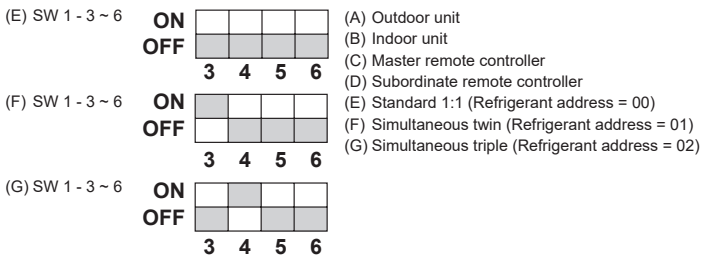 (E) SW 1 - 3 ~ 6
ON
OFF
3 4 5 6
(F) SW 1 - 3 ~ 6
ON
OFF
3 4 5 6
(G) SW 1 - 3 ~ 6
ON
OFF
3 4 5 6
(A) Outdoor unit
(B) Indoor unit
(C) Master remote controller
(D) Subordinate remote controller
(E) Standard 1:1 (Refrigerant address = 00)
(F) Simultaneous twin (Refrigerant address = 01)
(G) Simultaneous triple (Refrigerant address = 02)